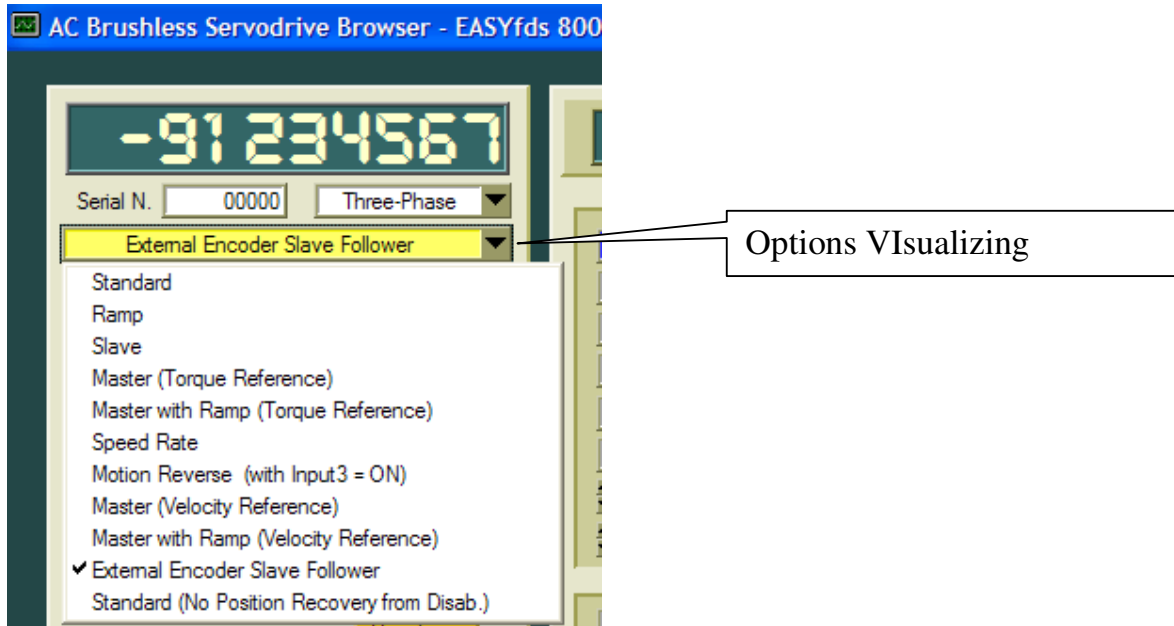 AC Brushless Servodrive Browser - EASYfds 800
-91234567
Serial N. 00000 Three-Phase
External Encoder Slave Follower
Options VIsualizing
Standard
Ramp
Slave
Master (Torque Reference)
Master with Ramp (Torque Reference)
Speed Rate
Motion Reverse (with Input3 = ON)
Master (Velocity Reference)
Master with Ramp (Velocity Reference)
External Encoder Slave Follower
Standard (No Position Recovery from Disab.)